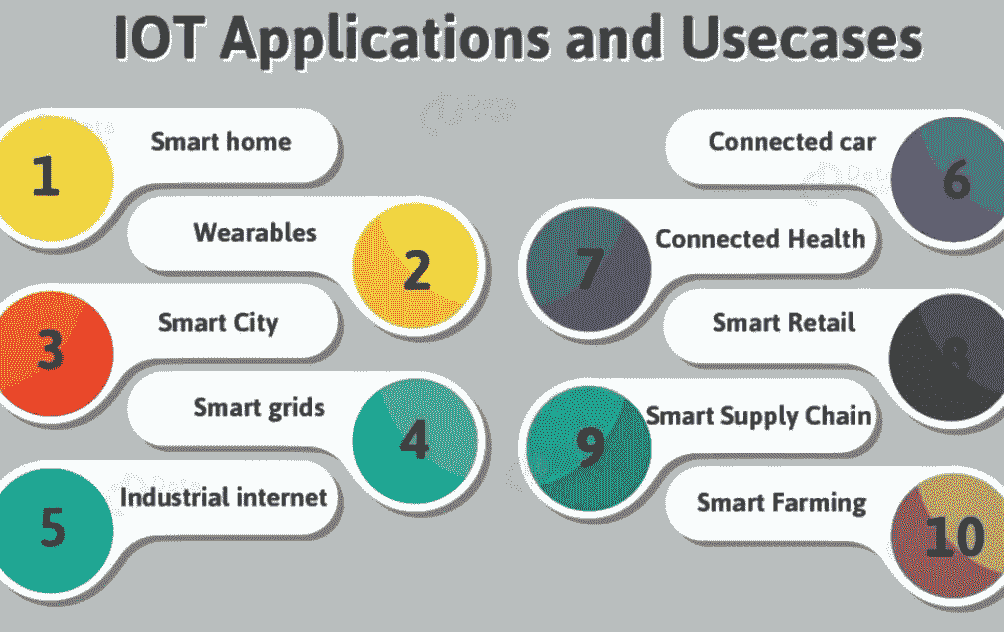 IOT Applications and Usecases
1
Smart home
Wearables
2
3
Smart City
Smart grids
4
5
Industrial internet
Connected car
6
7
Connected Health
Smart Retail
8
9
Smart Supply Chain
Smart Farming
10